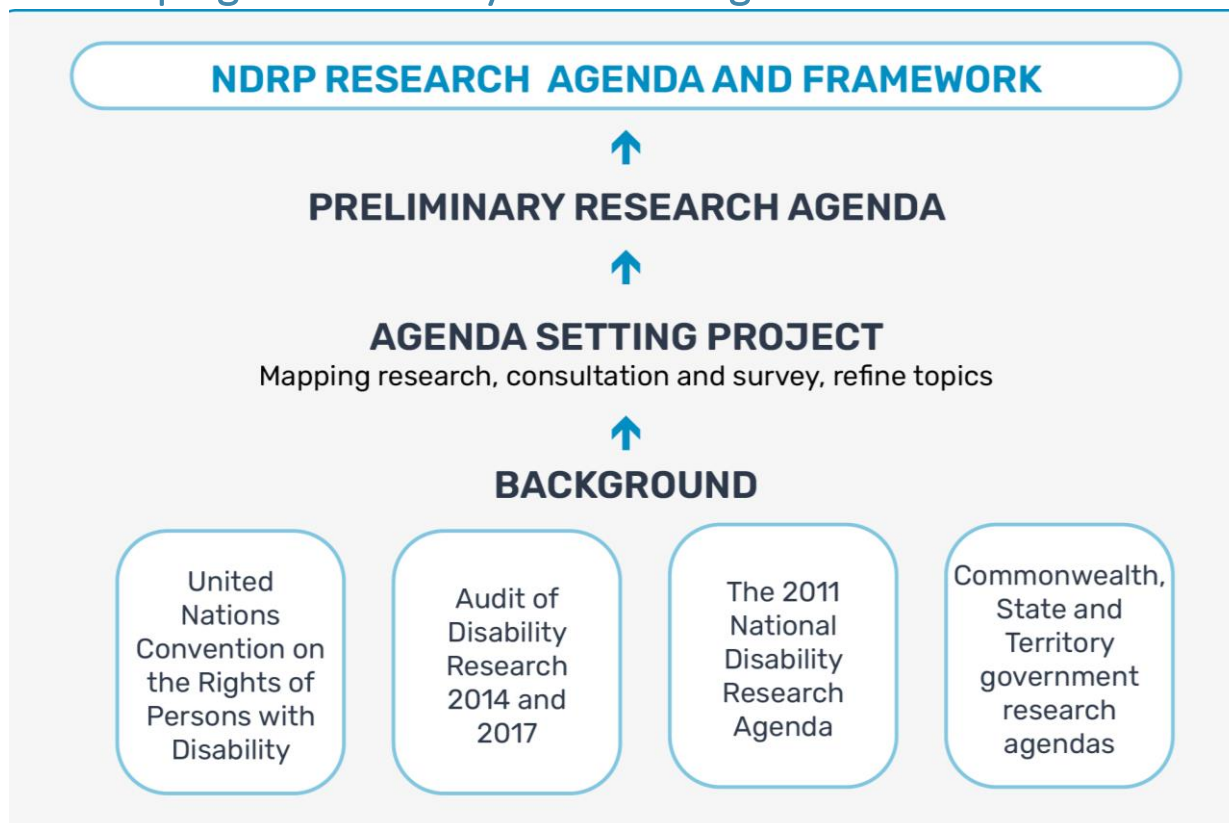 NDRP RESEARCH AGENDA AND FRAMEWORK
PRELIMINARY RESEARCH AGENDA
AGENDA SETTING PROJECT
Mapping research, consultation and survey, refine topics
BACKGROUND
United
Nations
Convention on
the Rights of
Persons with
Disability
Audit of
Disability
Research
2014 and
2017
The 2011
National
Disability
Research
Agenda
Commonwealth,
State and
Territory
government
research
agendas